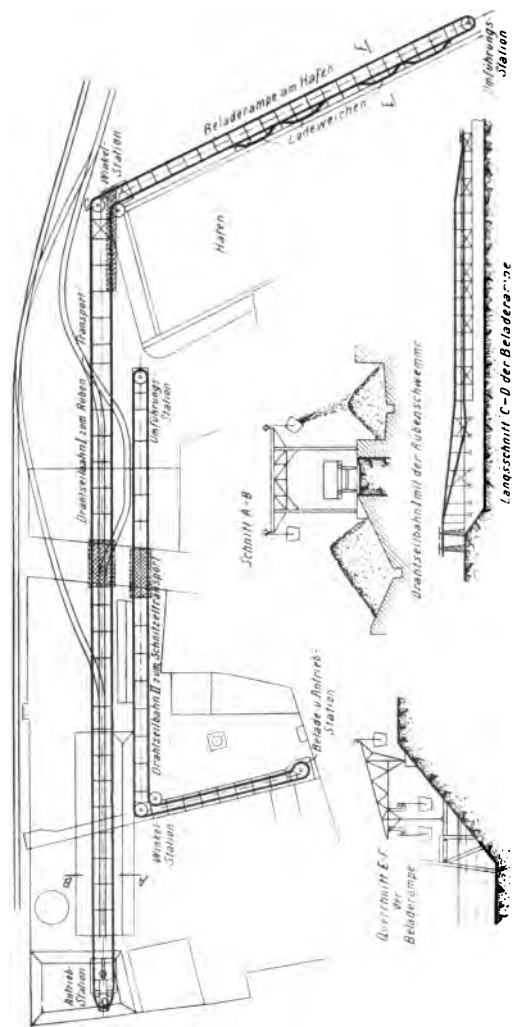 Umführungs-
Station
Beladerampe am Hafen
Ladeweichen
E
F
Winkel-
Station
Hafen
Drahtseilbahn I zum Rüben Transport
Umführungs
Station
Drahtseilbahn II zum Schnitzeltransport
Belade u Antrieb-
Station
Winkel-
Station
Antrieb-
Station
Schnitt A-B
Drahtseilbahn I mit der Rübenschwemme
Längsschnitt C-D der Beladerampe
Querschnitt E-F
der
Beladerampe